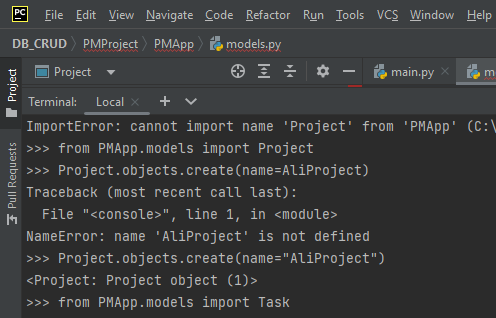 PC File Edit View Navigate Code Refactor Run Tools VCS Window Help
DB_CRUD PMProject PMApp models.py
Project main.py
Terminal: Local
ImportError: cannot import name 'Project' from 'PMApp' (C:\
>>> from PMApp.models import Project
>>> Project.objects.create(name=AliProject)
Traceback (most recent call last):
File "<console>", line 1, in <module>
NameError: name 'AliProject' is not defined
>>> Project.objects.create(name="AliProject")
<Project: Project object (1)>
>>> from PMApp.models import Task
Project
Pull Requests